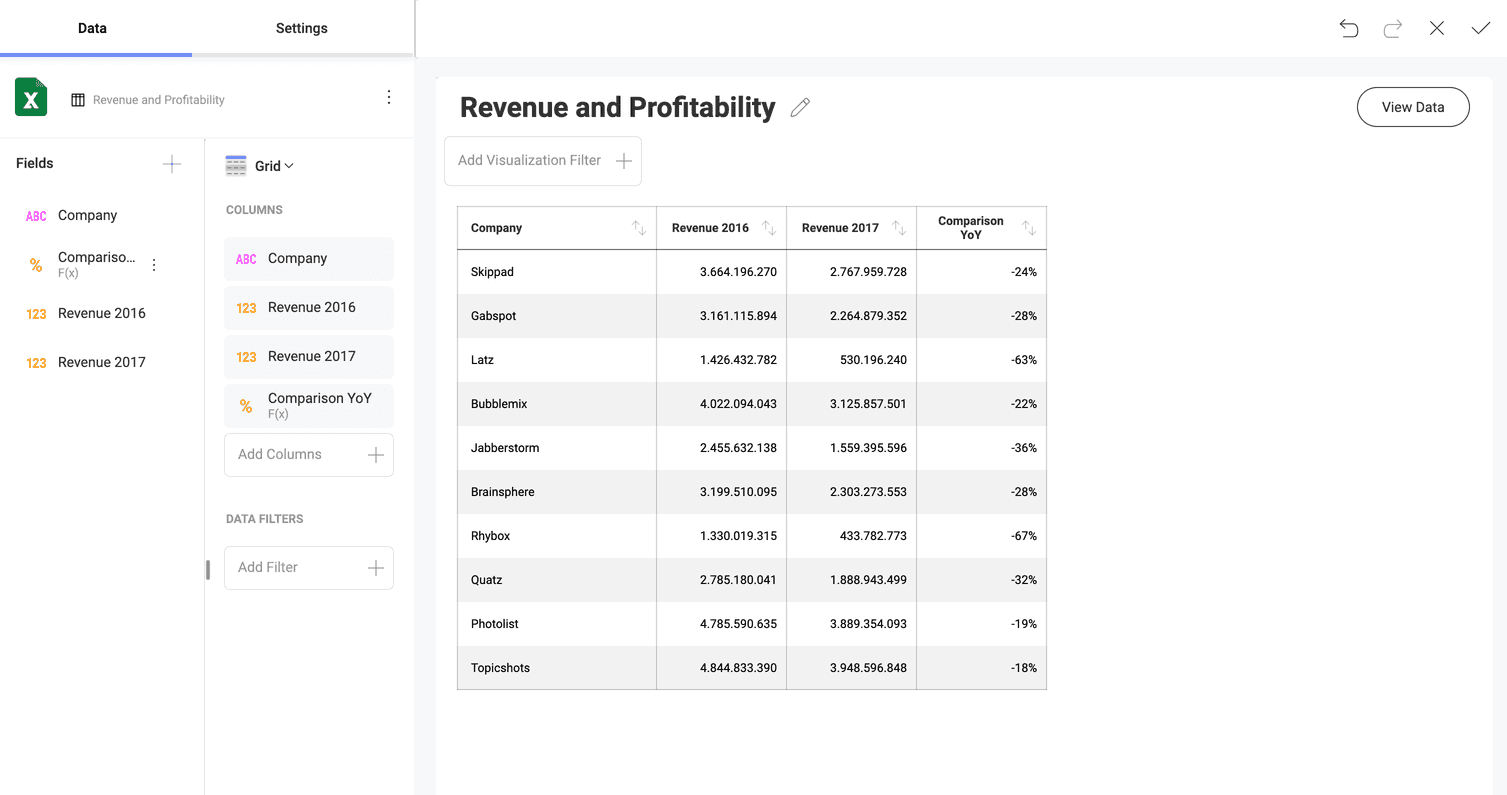 Data
Settings
X
Revenue and Profitability
Fields
ABC Company
% Compariso...
F(x)
123 Revenue 2016
123 Revenue 2017
Grid
COLUMNS
ABC Company
123 Revenue 2016
123 Revenue 2017
% Comparison YoY
F(x)
Add Columns
DATA FILTERS
Add Filter
Revenue and Profitability
View Data
Add Visualization Filter
Company Revenue 2016 Revenue 2017 Comparison
YoY
Skippad 3.664.196.270 2.767.959.728 -24%
Gabspot 3.161.115.894 2.264.879.352 -28%
Latz 1.426.432.782 530.196.240 -63%
Bubblemix 4.022.094.043 3.125.857.501 -22%
Jabberstorm 2.455.632.138 1.559.395.596 -36%
Brainsphere 3.199.510.095 2.303.273.553 -28%
Rhybox 1.330.019.315 433.782.773 -67%
Quatz 2.785.180.041 1.888.943.499 -32%
Photolist 4.785.590.635 3.889.354.093 -19%
Topicshots 4.844.833.390 3.948.596.848 -18%